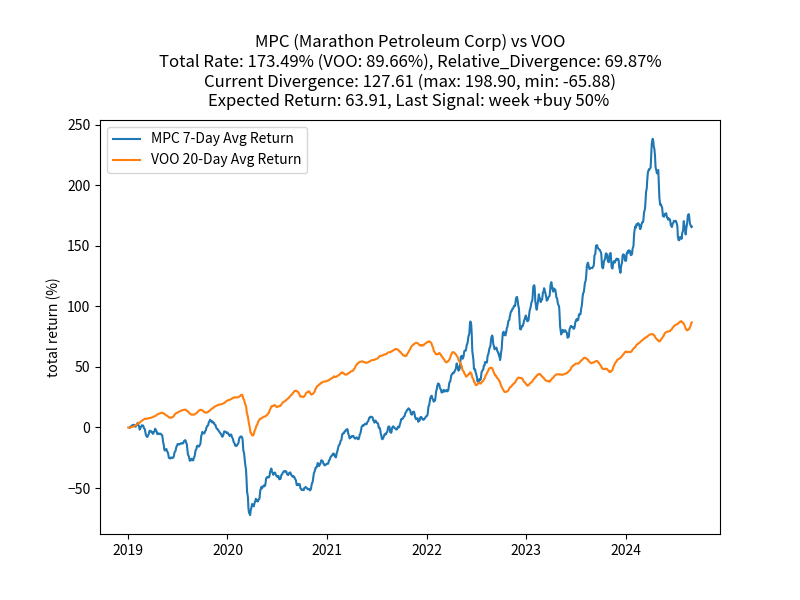 MPC (Marathon Petroleum Corp) vs VOO
Total Rate: 173.49% (VOO: 89.66%), Relative_Divergence: 69.87%
Current Divergence: 127.61 (max: 198.90, min: -65.88)
Expected Return: 63.91, Last Signal: week +buy 50%
MPC 7-Day Avg Return
VOO 20-Day Avg Return
total return (%)
250
200
150
100
50
0
−50
2019 2020 2021 2022 2023 2024